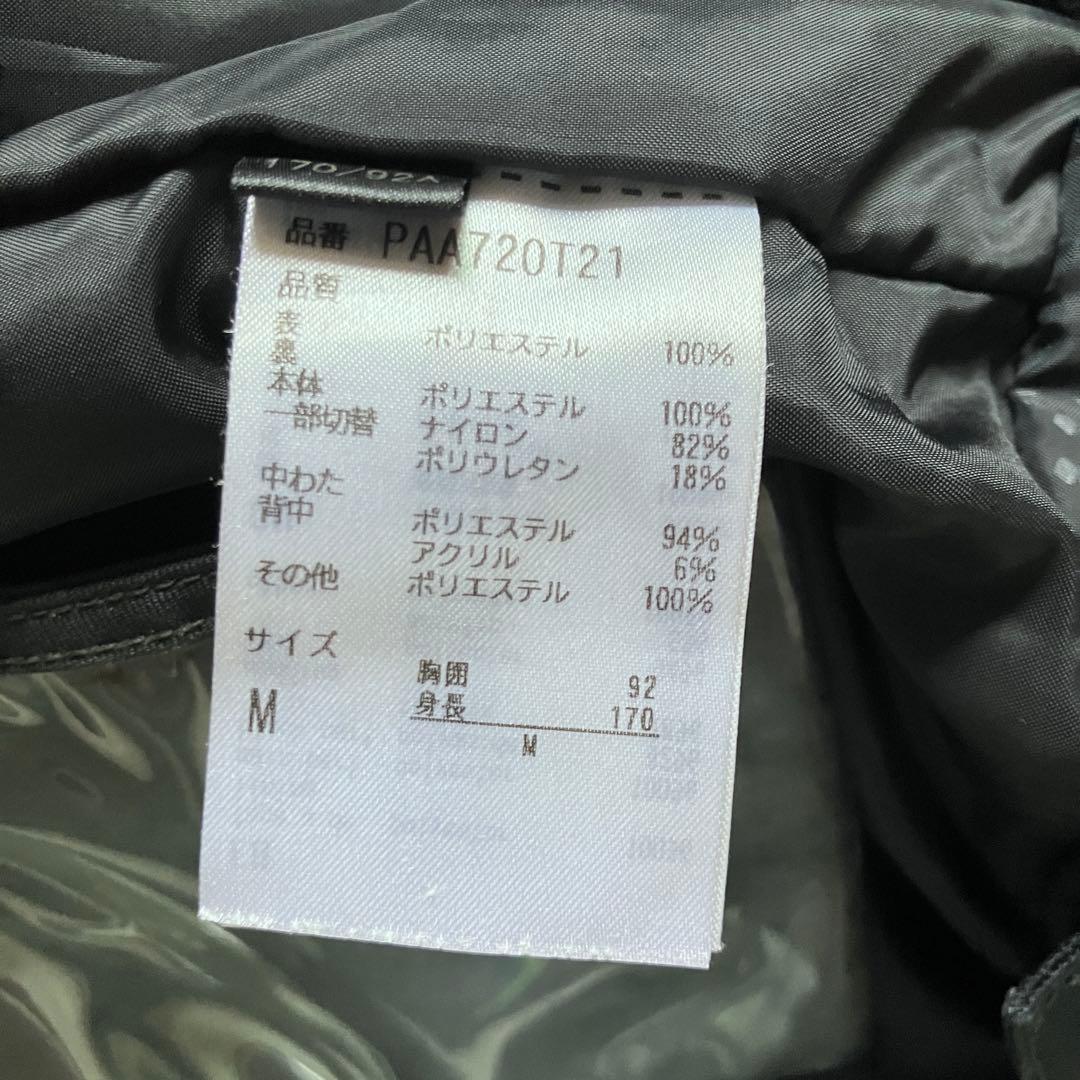 170/92A
品番 PAA720T21
品質
表 ポリエステル 100%
裏
本体 ポリエステル 100%
一部切替 ナイロン 82%
ポリウレタン 18%
中わた
背中 ポリエステル 94%
アクリル 6%
その他 ポリエステル 100%
サイズ
胸囲 92
M 身長 170
M